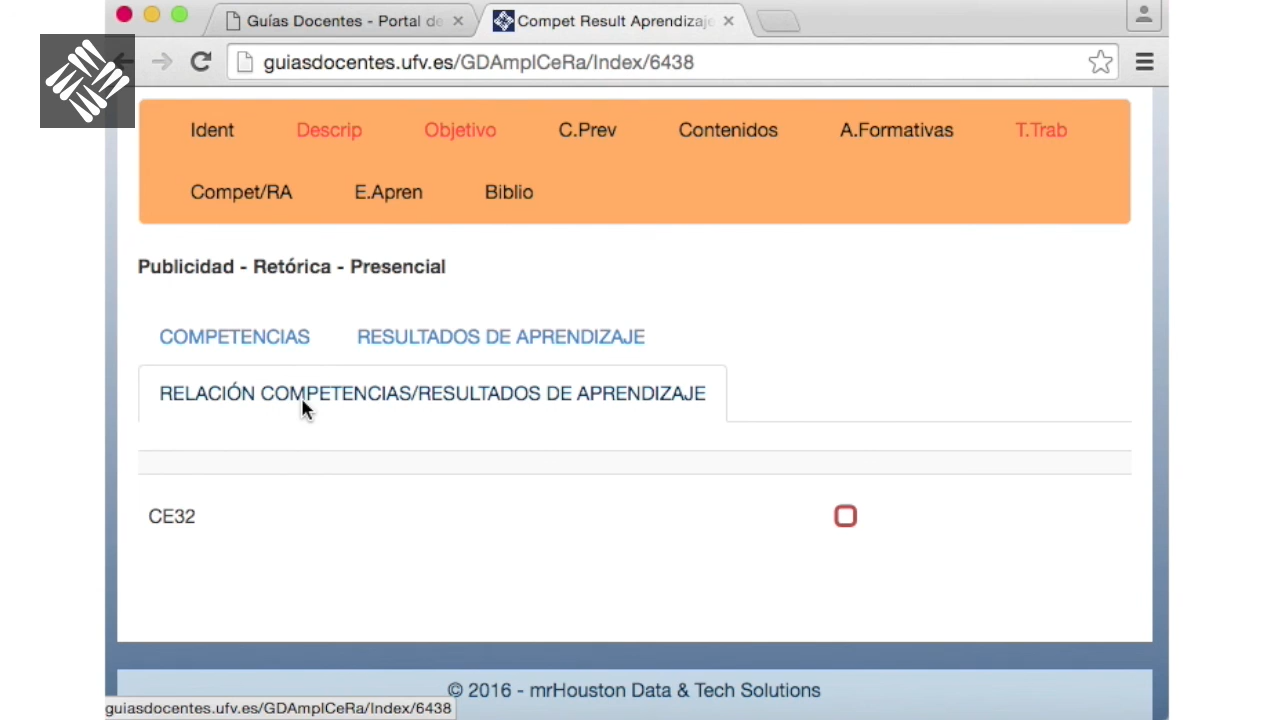 Guías Docentes - Portal de
Compet Result Aprendizaje
guiasdocentes.ufv.es/GDAmplCeRa/Index/6438
Ident Descrip Objetivo C.Prev Contenidos A.Formativas T.Trab
Compet/RA E.Apren Biblio
Publicidad - Retórica - Presencial
COMPETENCIAS RESULTADOS DE APRENDIZAJE
RELACIÓN COMPETENCIAS/RESULTADOS DE APRENDIZAJE
CE32
© 2016 - mrHouston Data & Tech Solutions
guiasdocentes.ufv.es/GDAmplCeRa/Index/6438